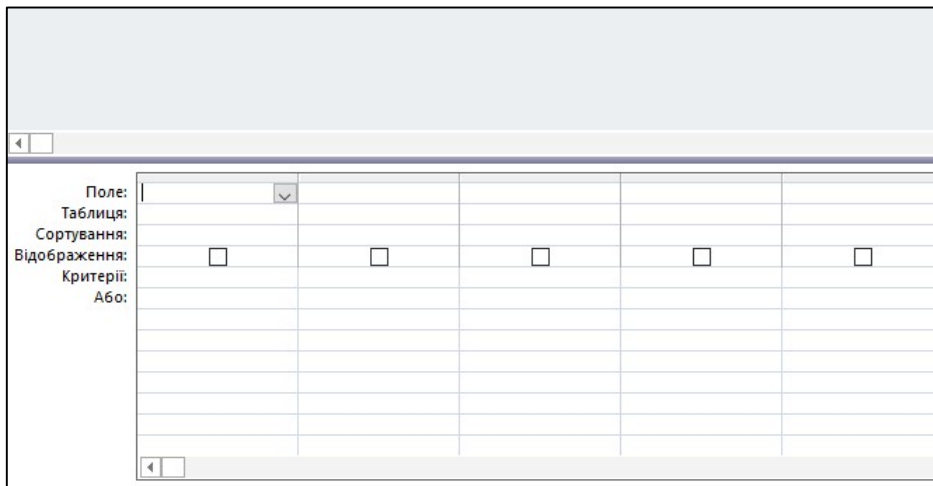 Поле:
Таблиця:
Сортування:
Відображення:
Критерії:
Або: